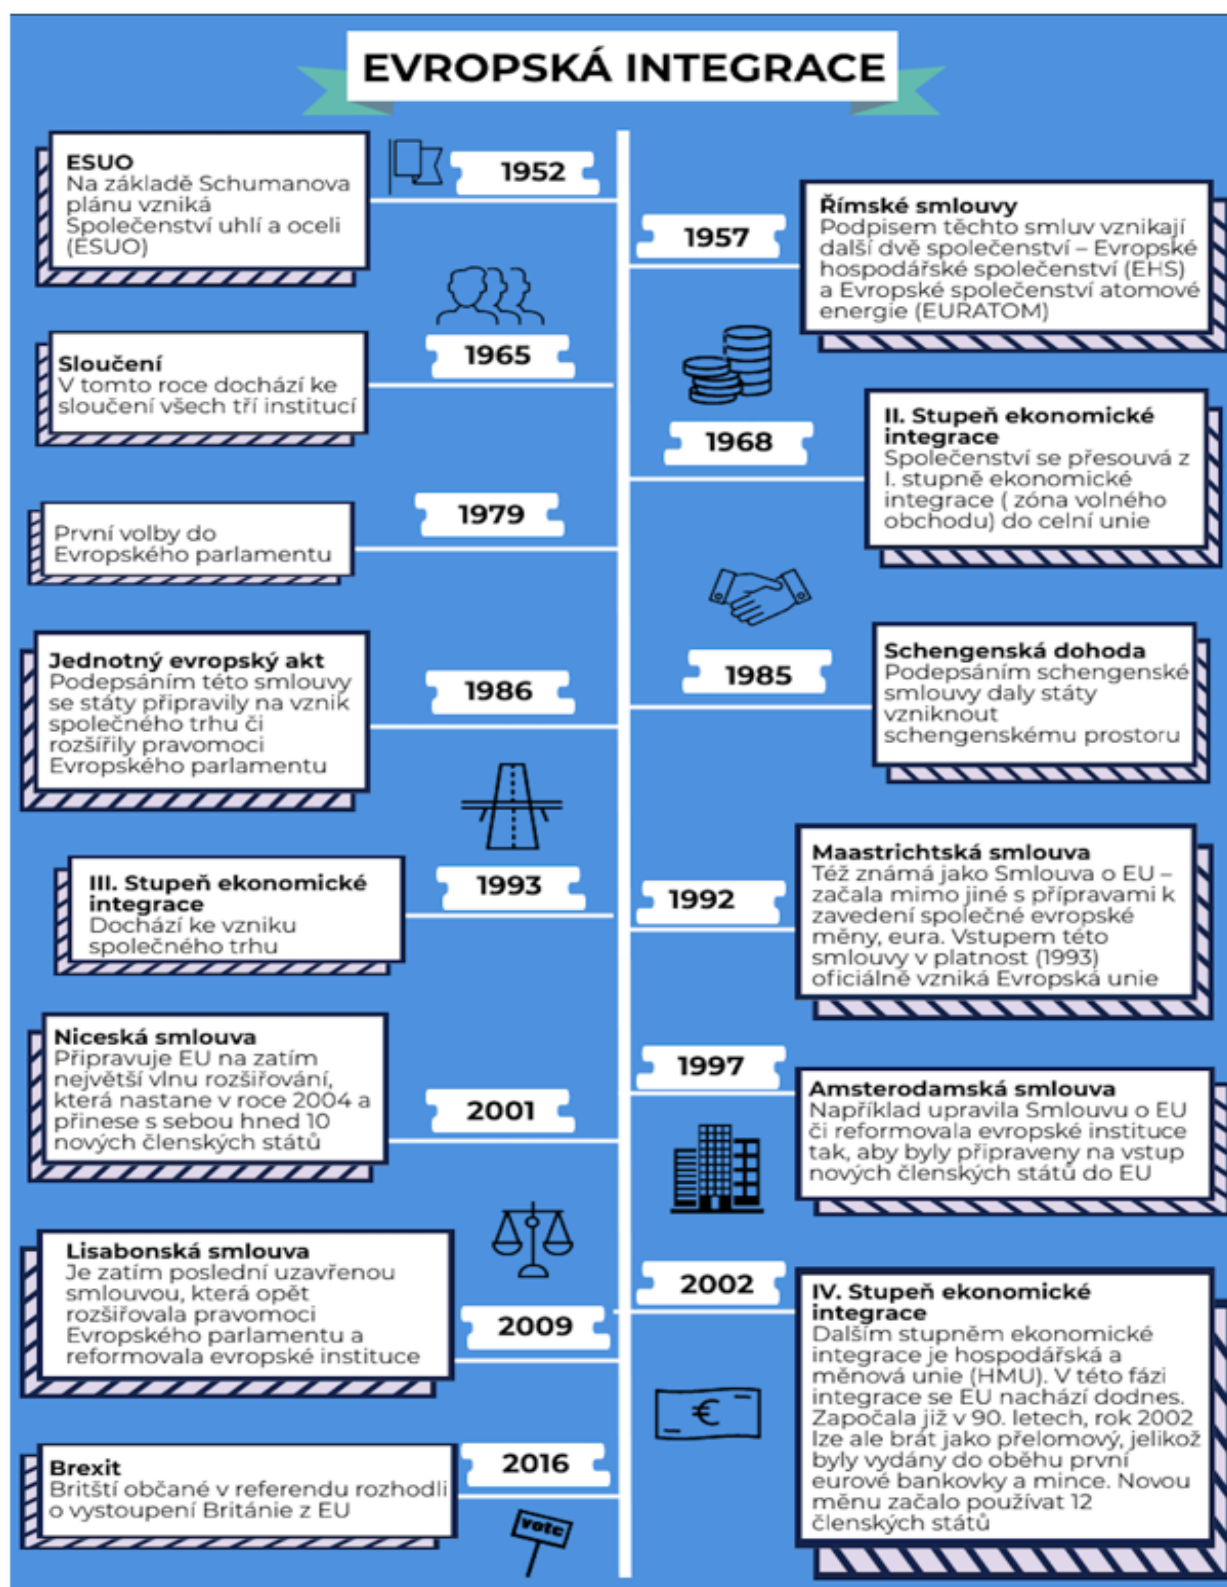 EVROPSKÁ INTEGRACE
1952
ESUO
Na základě Schumanova
plánu vzniká
Společenství uhlí a oceli
(ESUO)
1957
Římské smlouvy
Podpisem těchto smluv vznikají
další dvě společenství – Evropské
hospodářské společenství (EHS)
a Evropské společenství atomové
energie (EURATOM)
1965
Sloučení
V tomto roce dochází ke
sloučení všech tří institucí
1968
II. Stupeň ekonomické
integrace
Společenství se přesouvá z
I. stupně ekonomické
integrace ( zóna volného
obchodu) do celní unie
1979
První volby do
Evropského parlamentu
1985
Schengenská dohoda
Podepsáním schengenské
smlouvy daly státy
vzniknout
schengenskému prostoru
1986
Jednotný evropský akt
Podepsáním této smlouvy
se státy připravily na vznik
společného trhu či
rozšířily pravomoci
Evropského parlamentu
1992
Maastrichtská smlouva
Též známá jako Smlouva o EU –
začala mimo jiné s přípravami k
zavedení společné evropské
měny, eura. Vstupem této
smlouvy v platnost (1993)
oficiálně vzniká Evropská unie
1993
III. Stupeň ekonomické
integrace
Dochází ke vzniku
společného trhu
1997
Amsterodamská smlouva
Například upravila Smlouvu o EU
či reformovala evropské instituce
tak, aby byly připraveny na vstup
nových členských států do EU
2001
Niceská smlouva
Připravuje EU na zatím
největší vlnu rozšiřování,
která nastane v roce 2004 a
přinese s sebou hned 10
nových členských států
2002
IV. Stupeň ekonomické
integrace
Dalším stupněm ekonomické
integrace je hospodářská a
měnová unie (HMU). V této fázi
integrace se EU nachází dodnes.
Započala již v 90. letech, rok 2002
lze ale brát jako přelomový, jelikož
byly vydány do oběhu první
eurové bankovky a mince. Novou
měnu začalo používat 12
členských států
2009
Lisabonská smlouva
Je zatím poslední uzavřenou
smlouvou, která opět
rozšiřovala pravomoci
Evropského parlamentu a
reformovala evropské instituce
€
2016
Brexit
Britští občané v referendu rozhodli
o vystoupení Británie z EU
vote